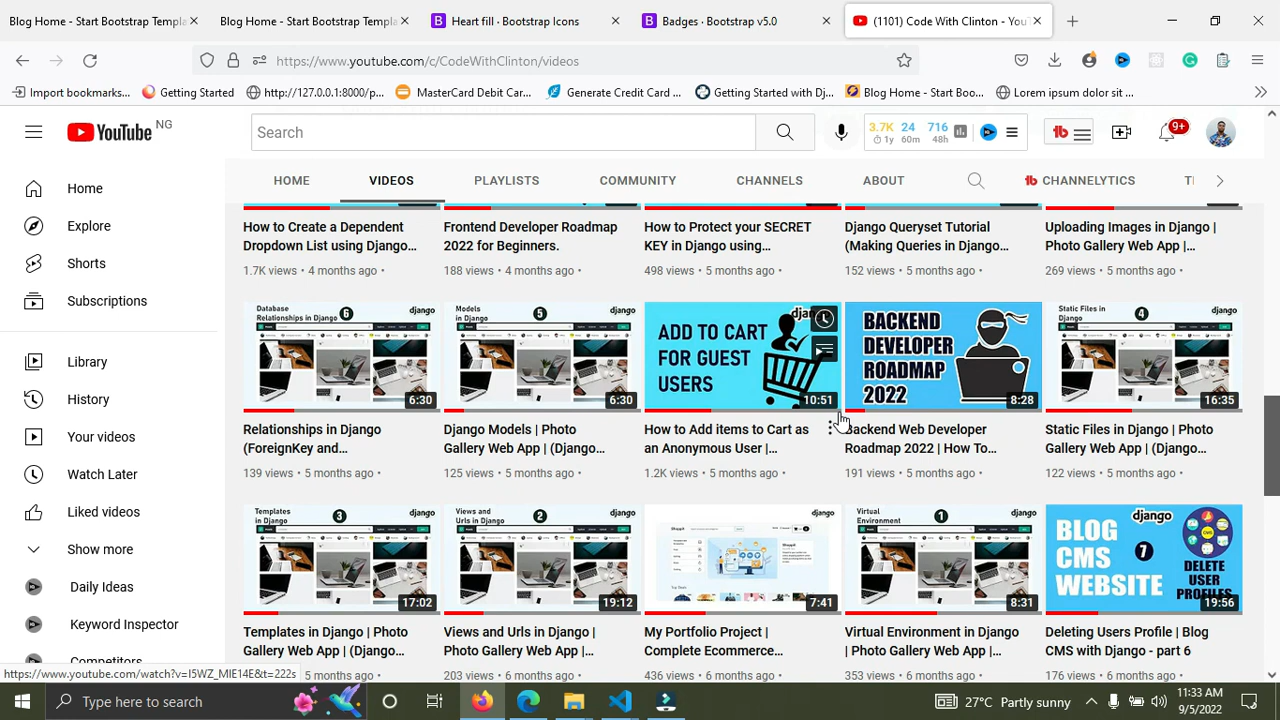 Blog Home - Start Bootstrap Templa
Blog Home - Start Bootstrap Templa
Heart fill · Bootstrap Icons
Badges · Bootstrap v5.0
(1101) Code With Clinton - YouT
https://www.youtube.com/c/CodeWithClinton/videos
Import bookmarks...
Getting Started
http://127.0.0.1:8000/p...
MasterCard Debit Car...
Generate Credit Card ...
Getting Started with Dj...
Blog Home - Start Boo...
Lorem ipsum dolor sit ...
YouTube NG
Search
3.7K 24 716
1y 60m 48h
9+
HOME
VIDEOS
PLAYLISTS
COMMUNITY
CHANNELS
ABOUT
CHANNELYTICS
Home
Explore
Shorts
Subscriptions
Library
History
Your videos
Watch Later
Liked videos
Show more
Daily Ideas
Keyword Inspector
Competitors
How to Create a Dependent
Dropdown List using Django...
1.7K views • 4 months ago •
Frontend Developer Roadmap
2022 for Beginners.
188 views • 4 months ago •
How to Protect your SECRET
KEY in Django using...
498 views • 5 months ago •
Django Queryset Tutorial
(Making Queries in Django...
152 views • 5 months ago •
Uploading Images in Django |
Photo Gallery Web App |...
269 views • 5 months ago •
Database
Relationships in Django
6
django
6:30
Relationships in Django
(ForeignKey and...
139 views • 5 months ago •
Models
in Django
5
django
6:30
Django Models | Photo
Gallery Web App | (Django...
125 views • 5 months ago •
ADD TO CART
FOR GUEST
USERS
10:51
How to Add items to Cart as
an Anonymous User |...
1.2K views • 5 months ago •
BACKEND
DEVELOPER
ROADMAP
2022
8:28
Backend Web Developer
Roadmap 2022 | How To...
191 views • 5 months ago •
Static Files in
Django
4
django
16:35
Static Files in Django | Photo
Gallery Web App | (Django...
122 views • 5 months ago •
Templates
in Django
3
django
17:02
Templates in Django | Photo
Gallery Web App | (Django...
Views and
Urls in Django
2
django
19:12
Views and Urls in Django |
Photo Gallery Web App |...
203 views • 6 months ago •
django
7:41
My Portfolio Project |
Complete Ecommerce...
436 views • 6 months ago •
Virtual
Environment
1
django
8:31
Virtual Environment in Django
| Photo Gallery Web App |...
353 views • 6 months ago •
django
BLOG
CMS
WEBSITE
7
DELETE
USER
PROFILES
19:56
Deleting Users Profile | Blog
CMS with Django - part 6
176 views • 6 months ago •
https://www.youtube.com/watch?v=I5WZ_MIE14E&t=222s
Type here to search
27°C Partly sunny
11:33 AM
9/5/2022